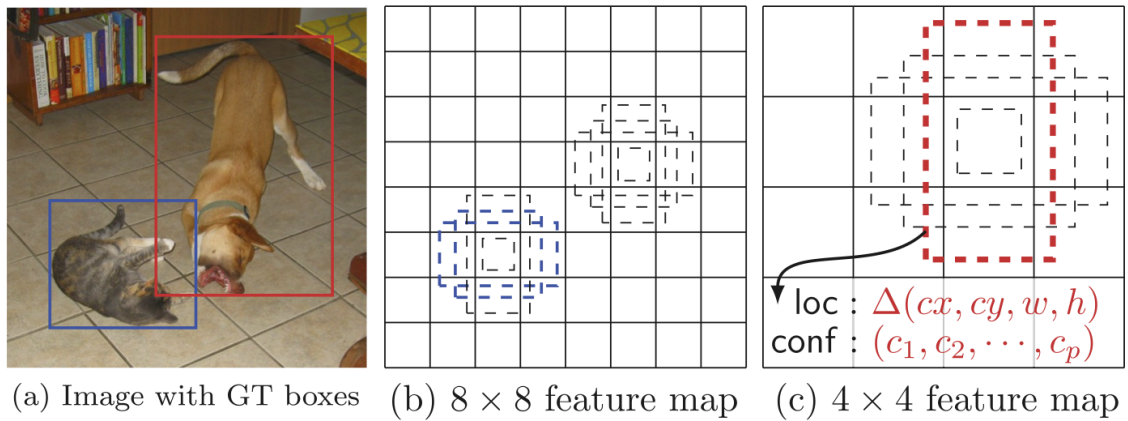 loc : Δ(cx, cy, w, h)
conf : (c₁, c₂, ⋯, cₚ)
(a) Image with GT boxes
(b) 8 × 8 feature map
(c) 4 × 4 feature map